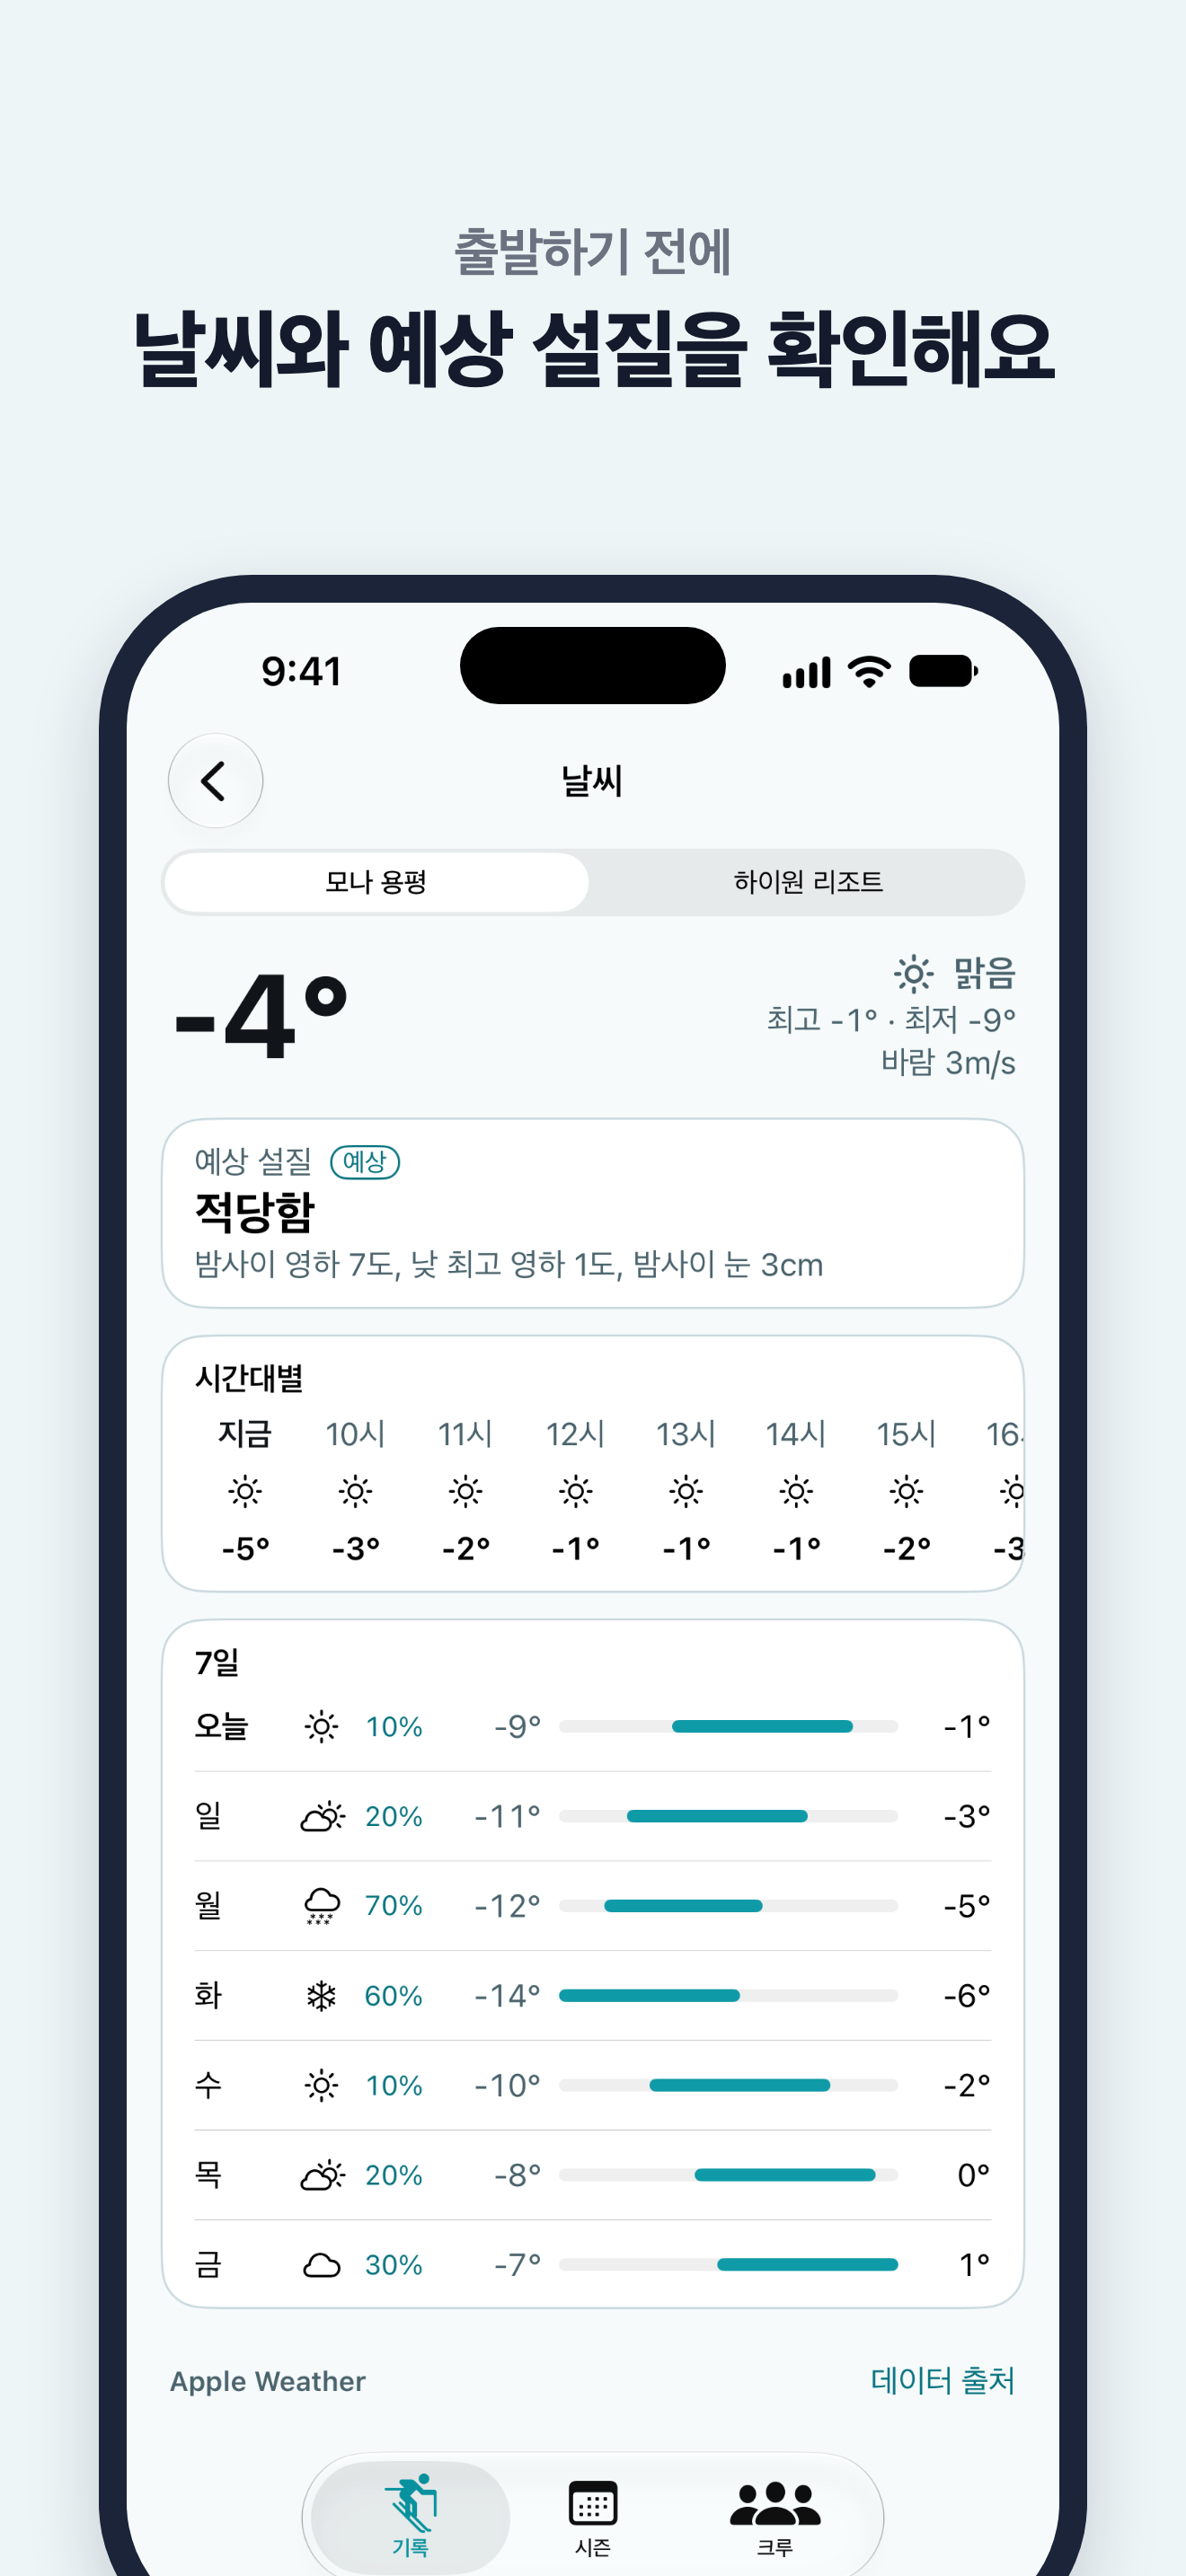 출발하기 전에
날씨와 예상 설질을 확인해요
9:41
날씨
모나 용평 하이원 리조트
-4°
맑음
최고 -1° · 최저 -9°
바람 3m/s
예상 설질 예상
적당함
밤사이 영하 7도, 낮 최고 영하 1도, 밤사이 눈 3cm
시간대별
지금 10시 11시 12시 13시 14시 15시 16
-5° -3° -2° -1° -1° -1° -2° -3
7일
오늘 10% -9° -1°
일 20% -11° -3°
월 70% -12° -5°
화 60% -14° -6°
수 10% -10° -2°
목 20% -8° 0°
금 30% -7° 1°
Apple Weather 데이터 출처
기록 시즌 크루